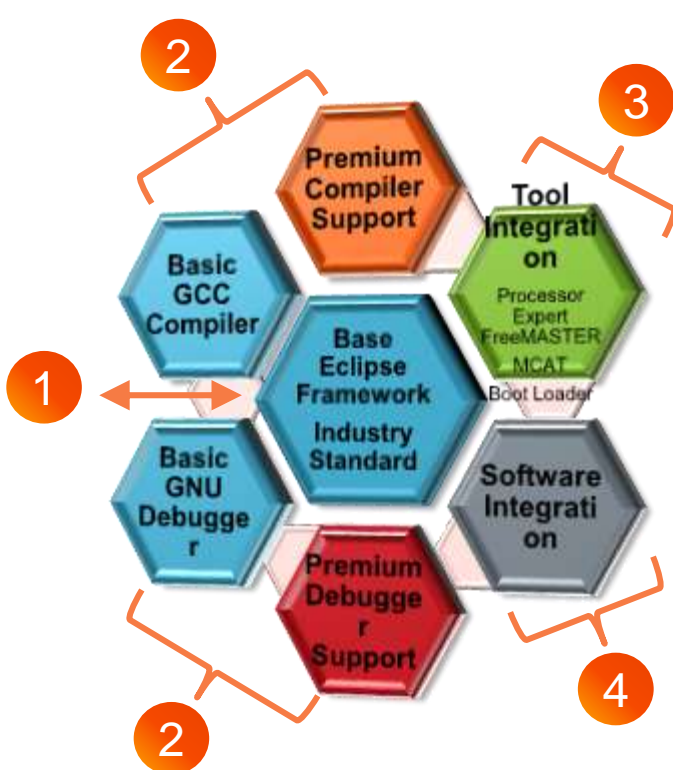 2
3
Premium
Compiler
Support
Tool
Integrati
on
Processor
Expert
FreeMASTER
MCAT
Boot Loader
Basic
GCC
Compiler
1
Base
Eclipse
Framework
Industry
Standard
Basic
GNU
Debugge
r
Software
Integrati
on
Premium
Debugge
r
Support
4
2